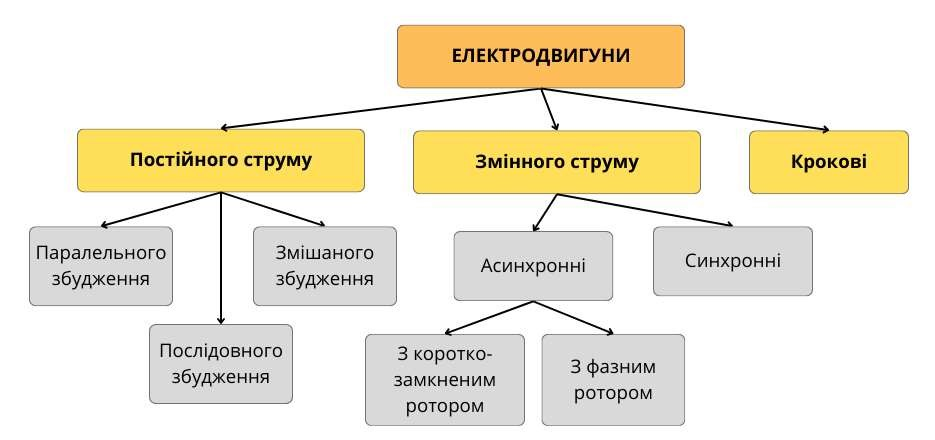 ЕЛЕКТРОДВИГУНИ
Постійного струму
Змінного струму
Крокові
Паралельного
збудження
Змішаного
збудження
Послідовного
збудження
Асинхронні
Синхронні
З коротко-
замкненим
ротором
З фазним
ротором